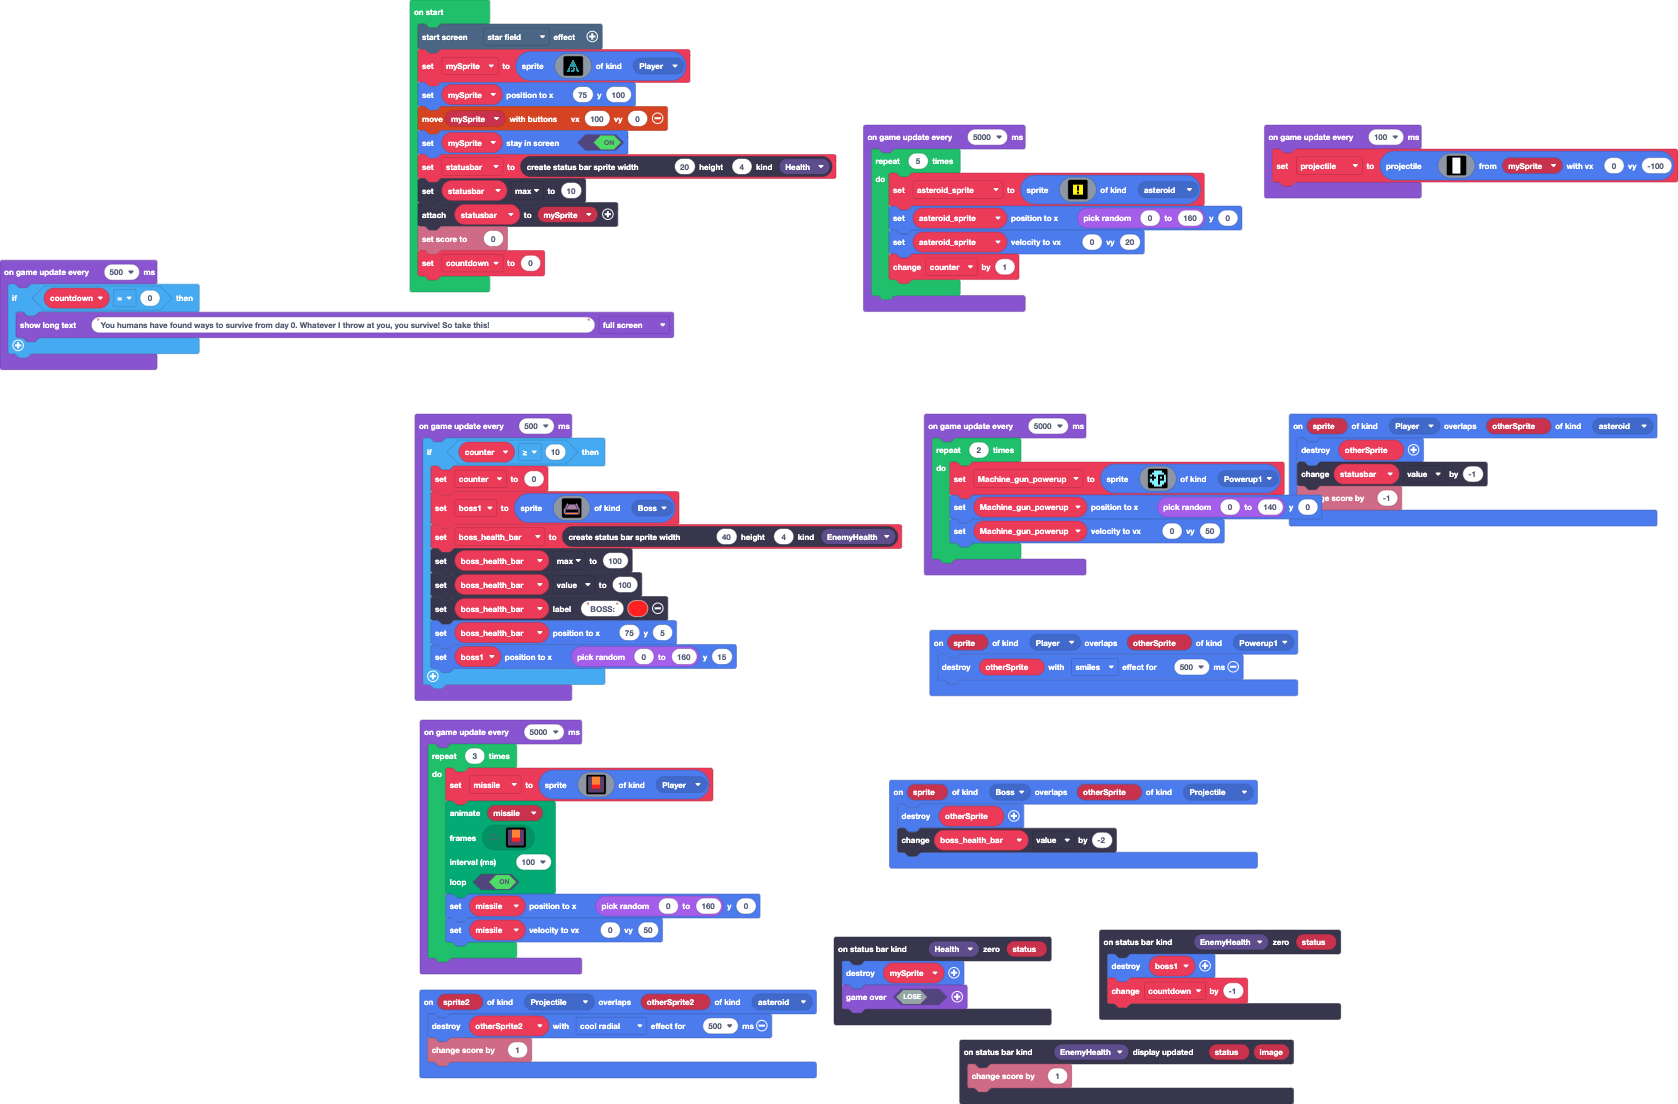 on start
start screen star field effect
set mySprite to sprite of kind Player
set mySprite position to x 75 y 100
move mySprite with buttons vx 100 vy 0
set mySprite stay in screen ON
set statusbar to create status bar sprite width 20 height 4 kind Health
set statusbar max to 10
attach statusbar to mySprite
set score to 0
set countdown to 0
on game update every 5000 ms
repeat 5 times
do
set asteroid_sprite to sprite of kind asteroid
set asteroid_sprite position to x pick random 0 to 160 y 0
set asteroid_sprite velocity to vx 0 vy 20
change counter by 1
on game update every 100 ms
set projectile to projectile from mySprite with vx 0 vy -100
on game update every 500 ms
if countdown = 0 then
show long text "You humans have found ways to survive from day 0. Whatever I throw at you, you survive! So take this!" full screen
on game update every 500 ms
if counter ≥ 10 then
set counter to 0
set boss1 to sprite of kind Boss
set boss_health_bar to create status bar sprite width 40 height 4 kind EnemyHealth
set boss_health_bar max to 100
set boss_health_bar value to 100
set boss_health_bar label "BOSS:"
set boss_health_bar position to x 75 y 5
set boss1 position to x pick random 0 to 160 y 15
on game update every 5000 ms
repeat 2 times
do
set Machine_gun_powerup to sprite of kind Powerup1
set Machine_gun_powerup position to x pick random 0 to 140 y 0
set Machine_gun_powerup velocity to vx 0 vy 50
on sprite of kind Player overlaps otherSprite of kind asteroid
destroy otherSprite
change statusbar value by -1
ge score by -1
on sprite of kind Player overlaps otherSprite of kind Powerup1
destroy otherSprite with smiles effect for 500 ms
on game update every 5000 ms
repeat 3 times
do
set missile to sprite of kind Player
animate missile
frames
interval (ms) 100
loop ON
set missile position to x pick random 0 to 160 y 0
set missile velocity to vx 0 vy 50
on sprite of kind Boss overlaps otherSprite of kind Projectile
destroy otherSprite
change boss_health_bar value by -2
on status bar kind Health zero status
destroy mySprite
game over LOSE
on status bar kind EnemyHealth zero status
destroy boss1
change countdown by -1
on sprite2 of kind Projectile overlaps otherSprite2 of kind asteroid
destroy otherSprite2 with cool radial effect for 500 ms
change score by 1
on status bar kind EnemyHealth display updated status image
change score by 1